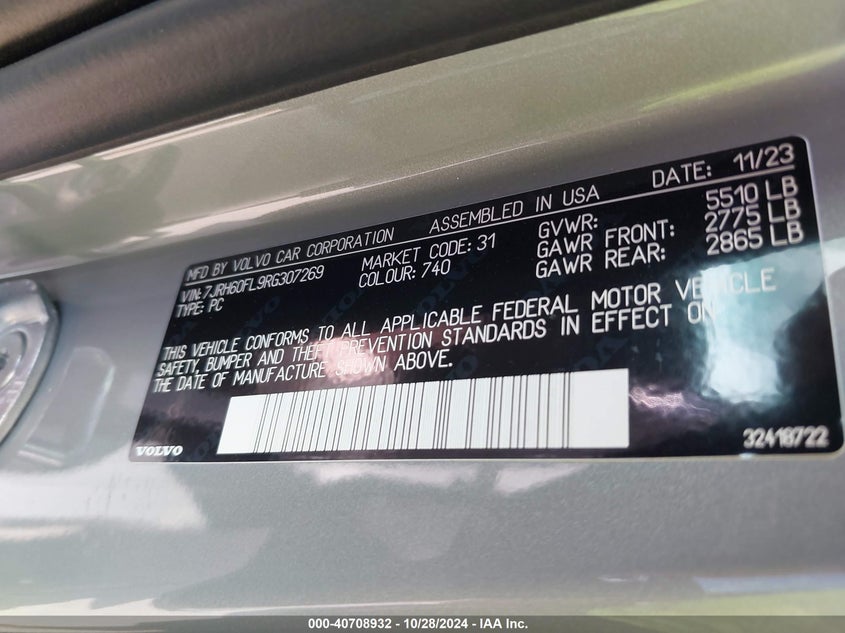 MFD BY VOLVO CAR CORPORATION ASSEMBLED IN USA DATE: 11/23
VIN:7JRH60FL9RG307269 MARKET CODE: 31 GVWR: 5510 LB
TYPE: PC COLOUR: 740 GAWR FRONT: 2775 LB
GAWR REAR: 2865 LB
THIS VEHICLE CONFORMS TO ALL APPLICABLE FEDERAL MOTOR VEHICLE
SAFETY, BUMPER AND THEFT PREVENTION STANDARDS IN EFFECT ON
THE DATE OF MANUFACTURE SHOWN ABOVE.
VOLVO 32418722
000-40708932 - 10/28/2024 - IAA Inc.